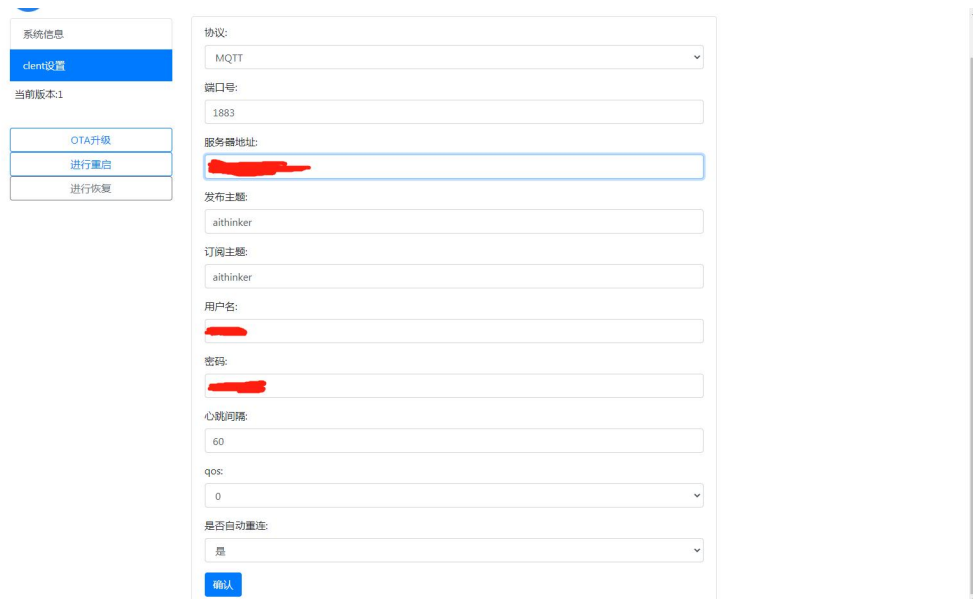 系统信息
clent设置
当前版本:1
OTA升级
进行重启
进行恢复
协议:
MQTT
端口号:
1883
服务器地址:
发布主题:
aithinker
订阅主题:
aithinker
用户名:
密码:
心跳间隔:
60
qos:
0
是否自动重连:
是
确认